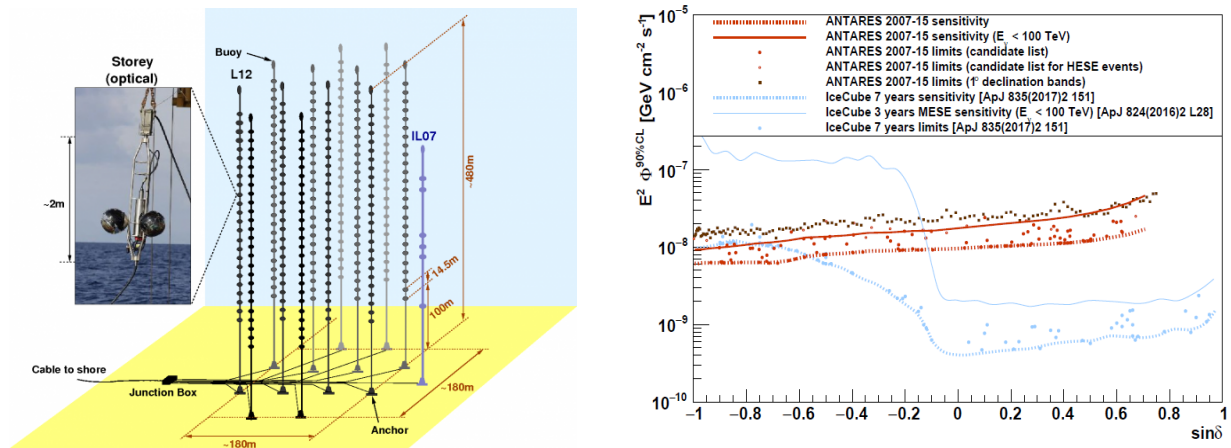 Storey
(optical)
~2m
Buoy
L12
IL07
~480m
14.5m
100m
~180m
~180m
Cable to shore
Junction Box
Anchor
E² Φ⁹⁰%CL [GeV cm⁻² s⁻¹]
10⁻⁵
10⁻⁶
10⁻⁷
10⁻⁸
10⁻⁹
10⁻¹⁰
ANTARES 2007-15 sensitivity
ANTARES 2007-15 sensitivity (Eᵧ < 100 TeV)
ANTARES 2007-15 limits (candidate list)
ANTARES 2007-15 limits (candidate list for HESE events)
ANTARES 2007-15 limits (1° declination bands)
IceCube 7 years sensitivity [ApJ 835(2017)2 151]
IceCube 3 years MESE sensitivity (Eᵧ < 100 TeV) [ApJ 824(2016)2 L28]
IceCube 7 years limits [ApJ 835(2017)2 151]
−1 −0.8 −0.6 −0.4 −0.2 0 0.2 0.4 0.6 0.8 1
sinδ